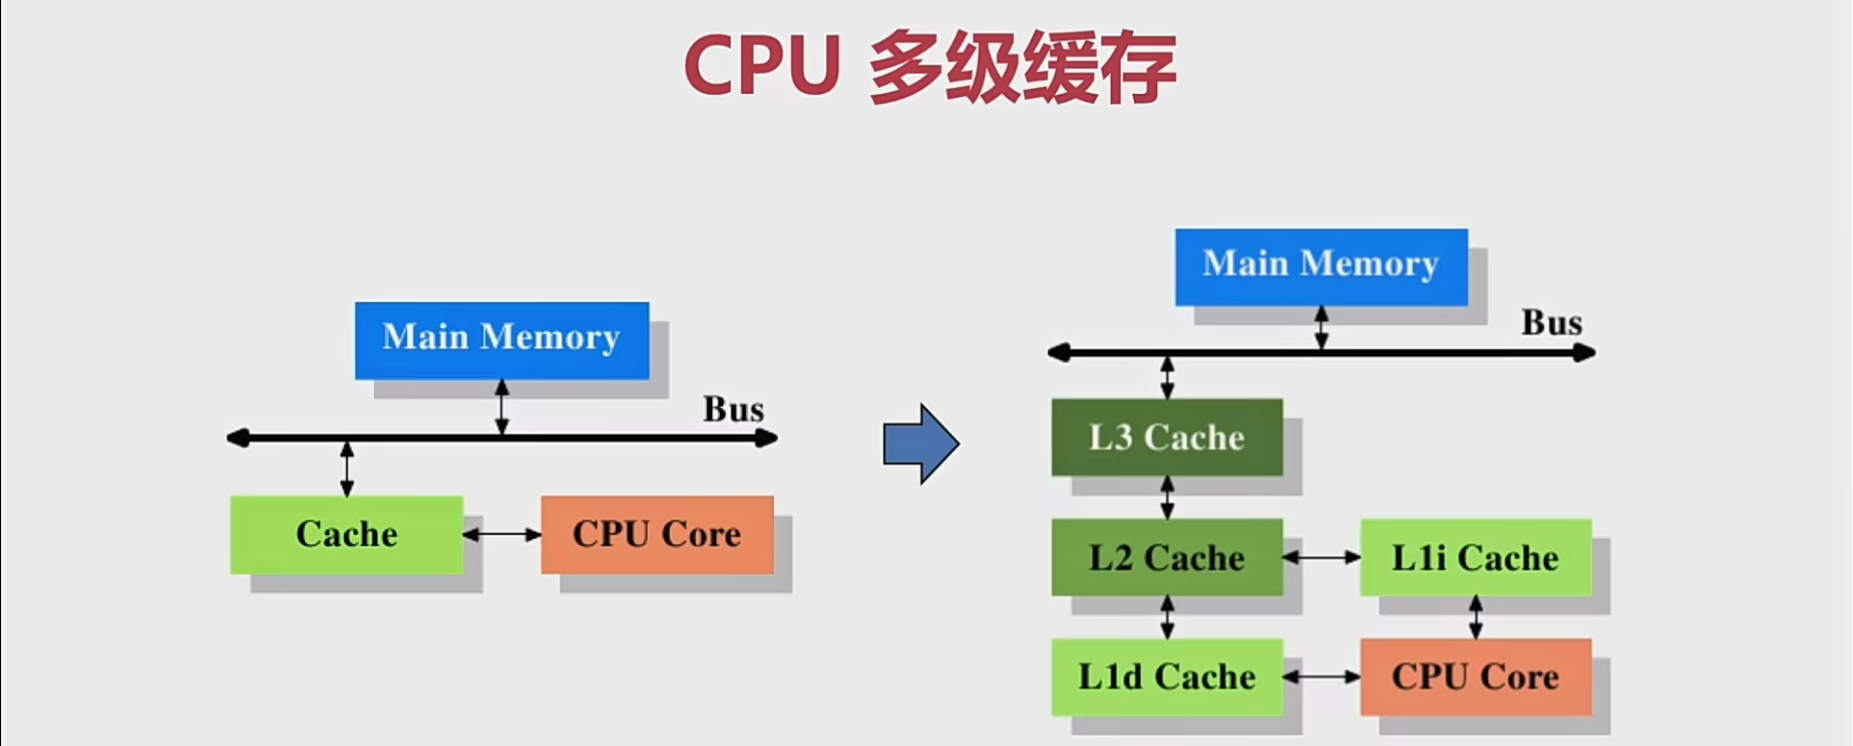 CPU 多级缓存
Main Memory
Bus
Cache
CPU Core
Main Memory
Bus
L3 Cache
L2 Cache
L1i Cache
L1d Cache
CPU Core